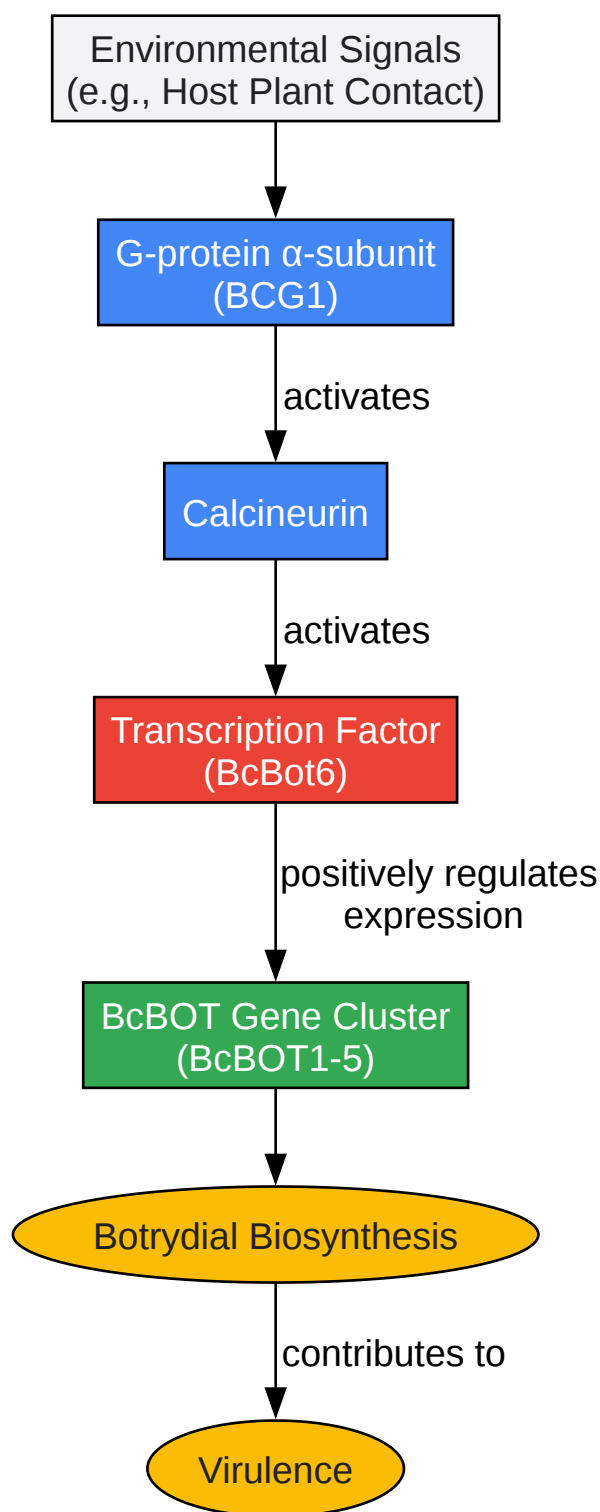 Environmental Signals
(e.g., Host Plant Contact)
G-protein α-subunit
(BCG1)
activates
Calcineurin
activates
Transcription Factor
(BcBot6)
positively regulates
expression
BcBOT Gene Cluster
(BcBOT1-5)
Botrydial Biosynthesis
contributes to
Virulence